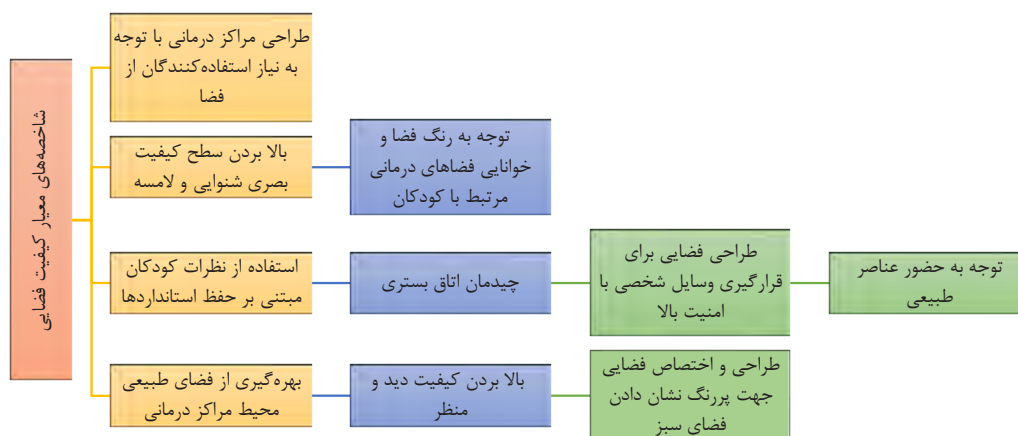 شاخصه‌های معیار کیفیت فضایی
طراحی مراکز درمانی با توجه
به نیاز استفاده‌کنندگان از
فضا
بالا بردن سطح کیفیت
بصری شنوایی و لامسه
توجه به رنگ فضا و
خوانایی فضاهای درمانی
مرتبط با کودکان
استفاده از نظرات کودکان
مبتنی بر حفظ استانداردها
چیدمان اتاق بستری
طراحی فضایی برای
قرارگیری وسایل شخصی با
امنیت بالا
توجه به حضور عناصر
طبیعی
بهره‌گیری از فضای طبیعی
محیط مراکز درمانی
بالا بردن کیفیت دید و
منظر
طراحی و اختصاص فضایی
جهت پررنگ نشان دادن
فضای سبز